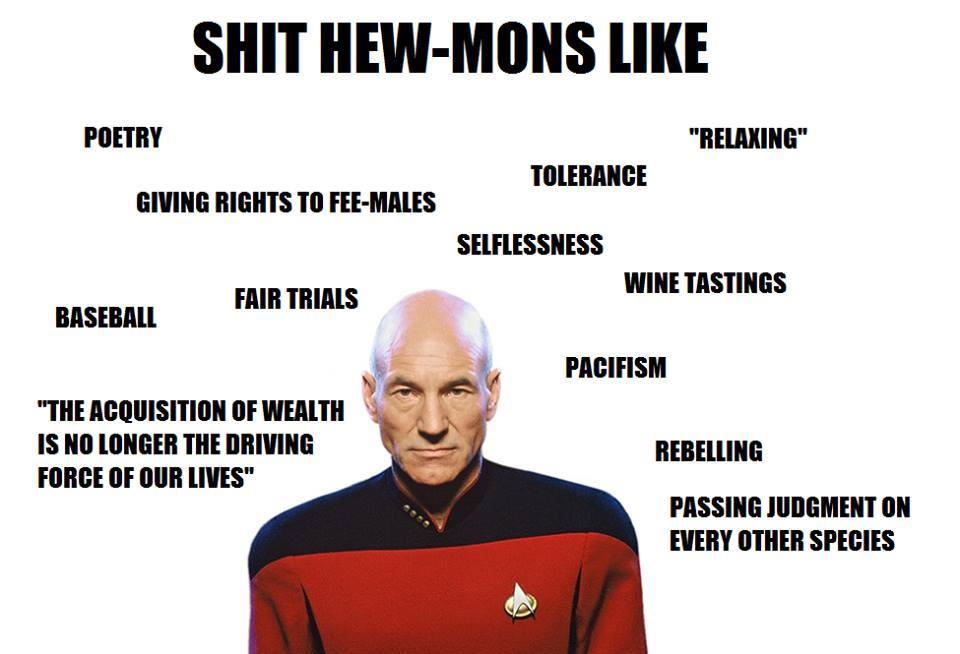 SHIT HEW-MONS LIKE
POETRY
"RELAXING"
TOLERANCE
GIVING RIGHTS TO FEE-MALES
SELFLESSNESS
WINE TASTINGS
FAIR TRIALS
BASEBALL
PACIFISM
"THE ACQUISITION OF WEALTH
IS NO LONGER THE DRIVING
FORCE OF OUR LIVES"
REBELLING
PASSING JUDGMENT ON
EVERY OTHER SPECIES